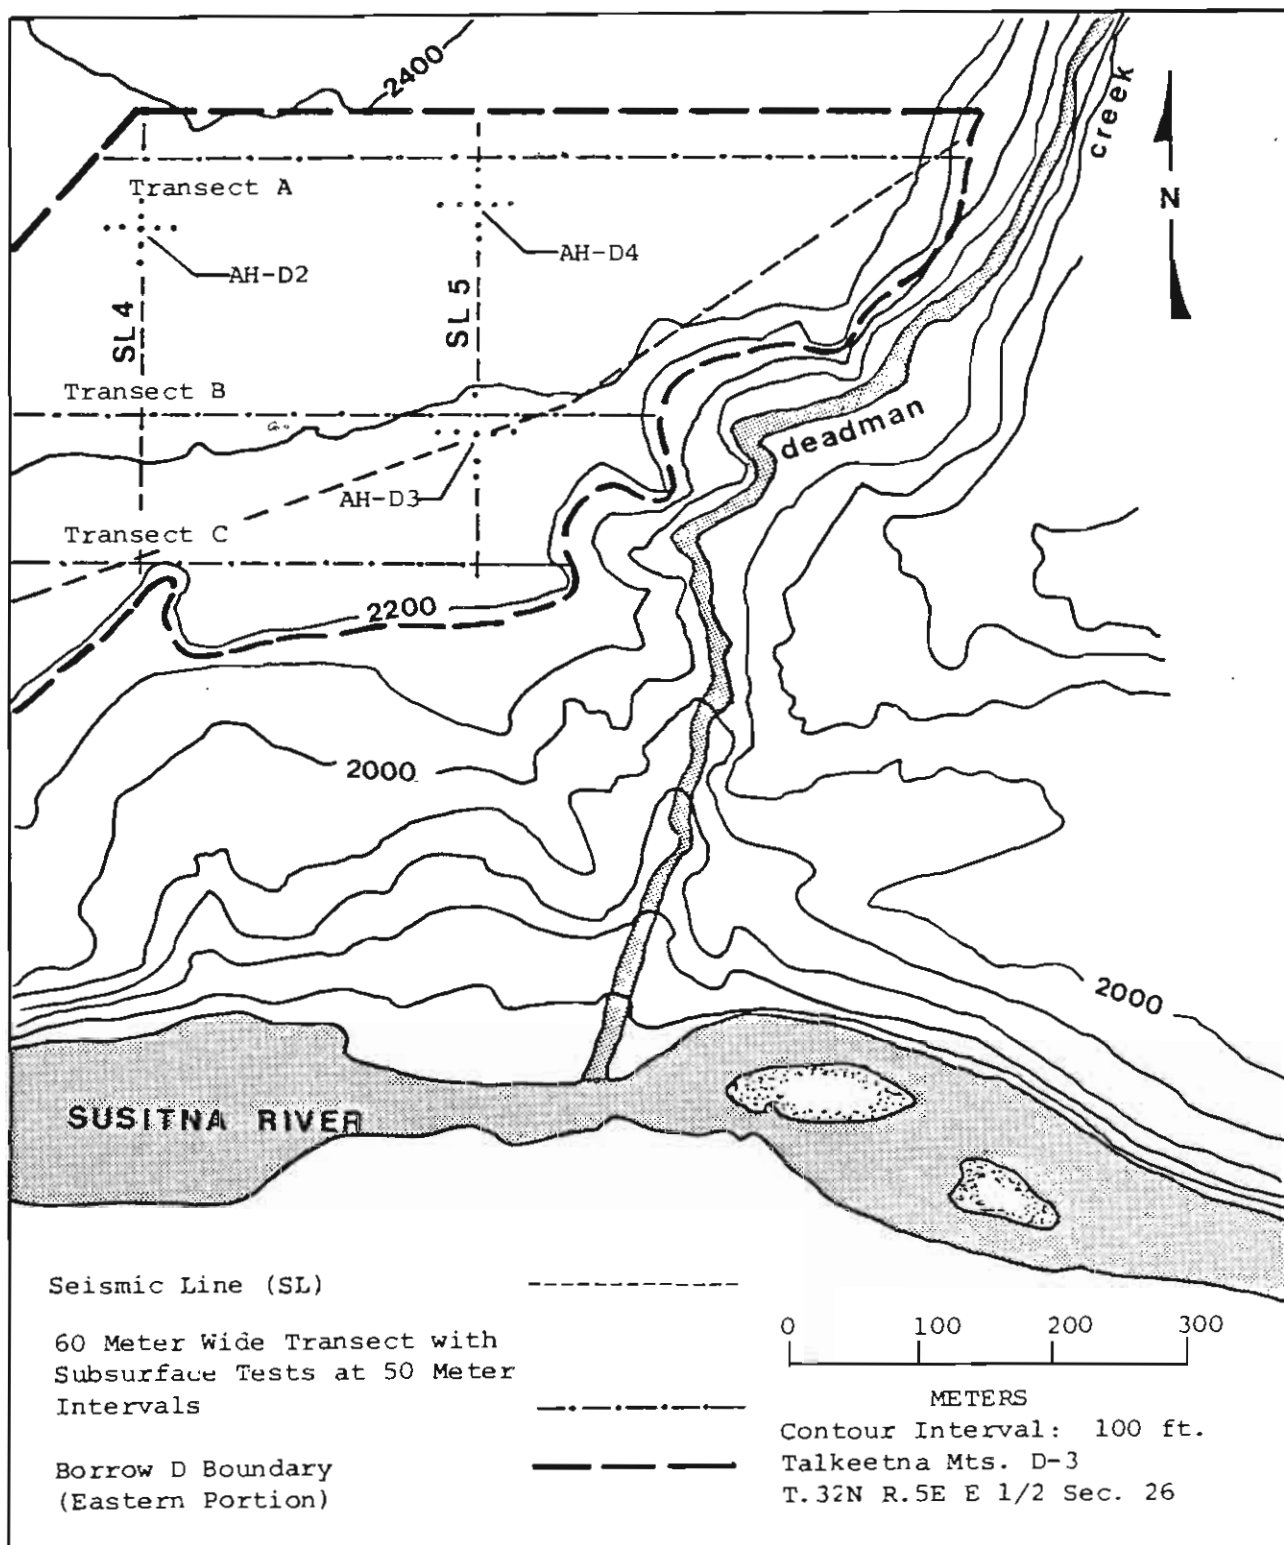 2400
creek
N
Transect A
AH-D2
AH-D4
SL 4
SL 5
Transect B
deadman
AH-D3
Transect C
2200
2000
2000
SUSITNA RIVER
Seismic Line (SL)
60 Meter Wide Transect with
Subsurface Tests at 50 Meter
Intervals
Borrow D Boundary
(Eastern Portion)
0 100 200 300
METERS
Contour Interval: 100 ft.
Talkeetna Mts. D-3
T.32N R.5E E 1/2 Sec. 26